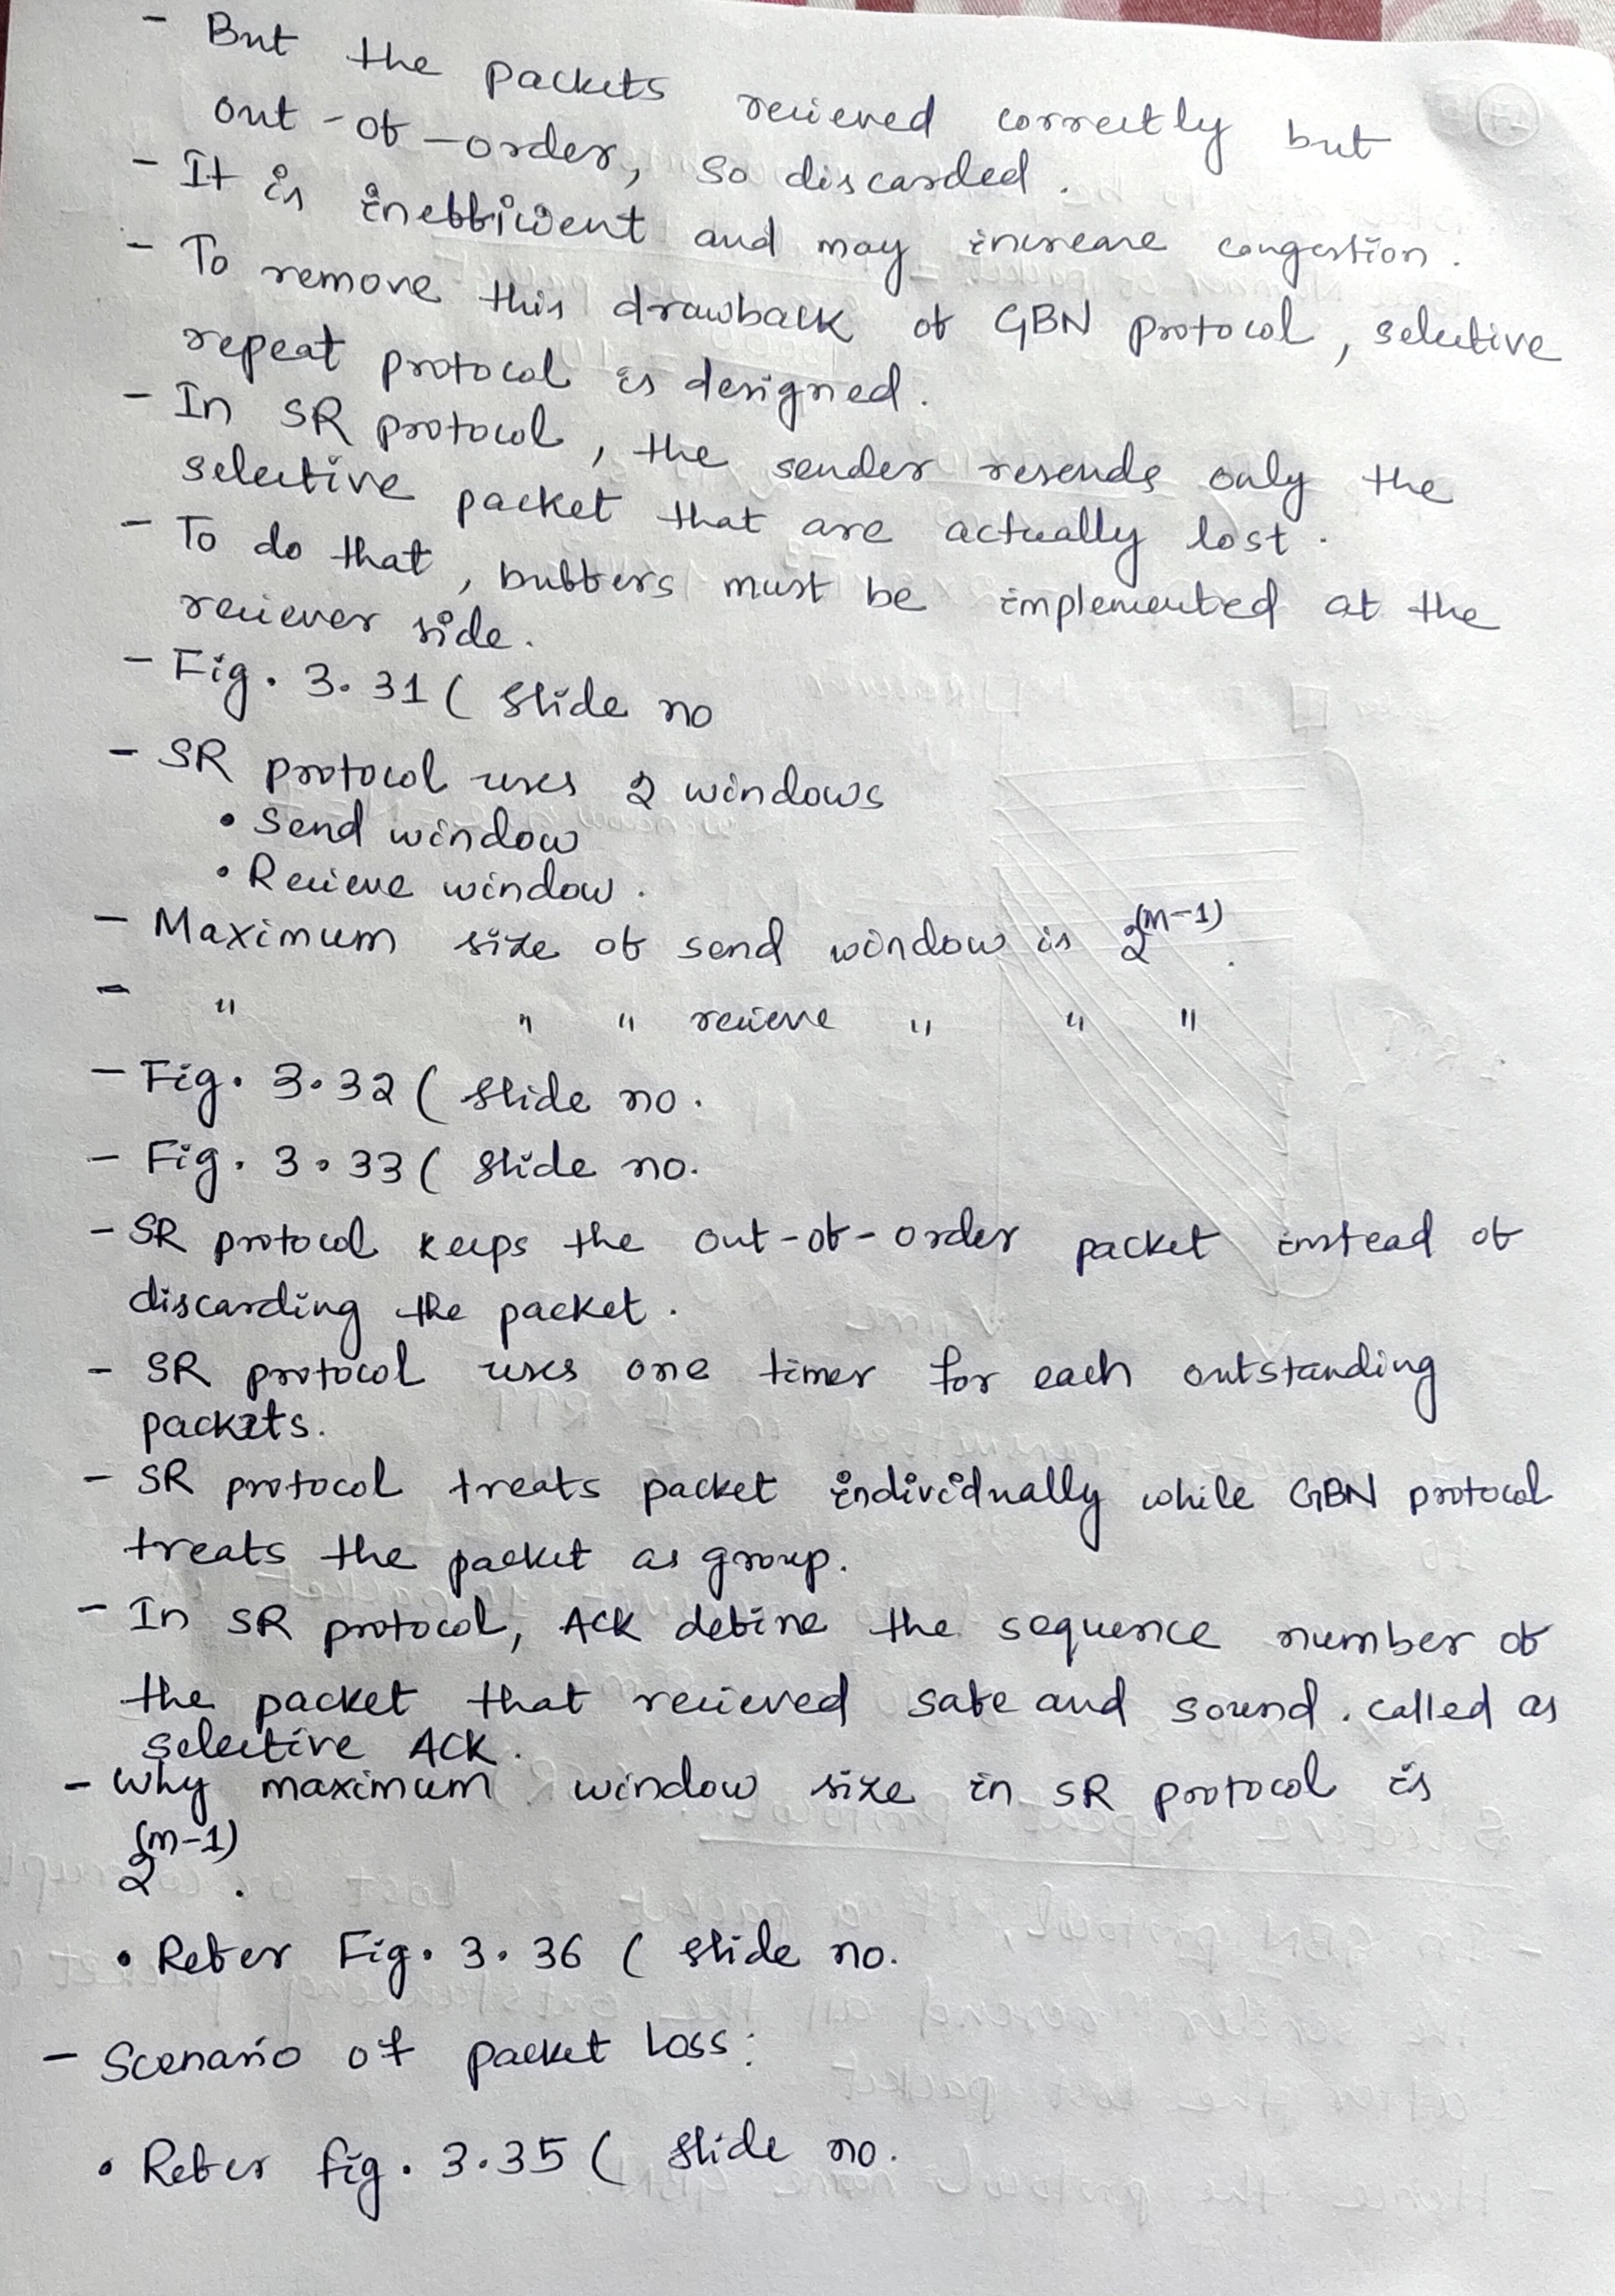 - But the packets recieved correctly but
out-of-order, so discarded.
- It is inefficient and may increase congestion.
- To remove this drawback of GBN protocol, selective
repeat protocol is designed.
- In SR protocol, the sender resends only the
selective packet that are actually lost.
- To do that, buffers must be implemented at the
reciever side.
- Fig. 3.31 ( slide no
- SR protocol uses 2 windows
• Send window
• Recieve window.
- Maximum size of send window is 2^(m-1).
- " " " recieve " " "
- Fig. 3.32 ( slide no.
- Fig. 3.33 ( slide no.
- SR protocol keeps the out-of-order packet instead of
discarding the packet.
- SR protocol uses one timer for each outstanding
packets.
- SR protocol treats packet individually while GBN protocol
treats the packet as group.
- In SR protocol, ACK define the sequence number of
the packet that recieved safe and sound. called as
selective ACK.
- Why maximum window size in SR protocol is
2^(m-1).
• Refer Fig. 3.36 ( slide no.
- Scenario of packet loss:
• Refer fig. 3.35 ( slide no.